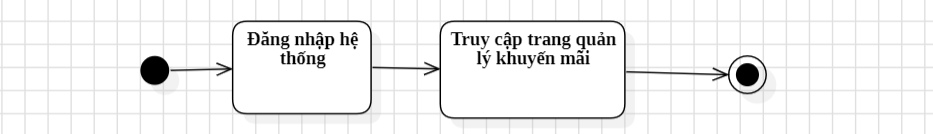 Đăng nhập hệ
thống
Truy cập trang quản
lý khuyến mãi